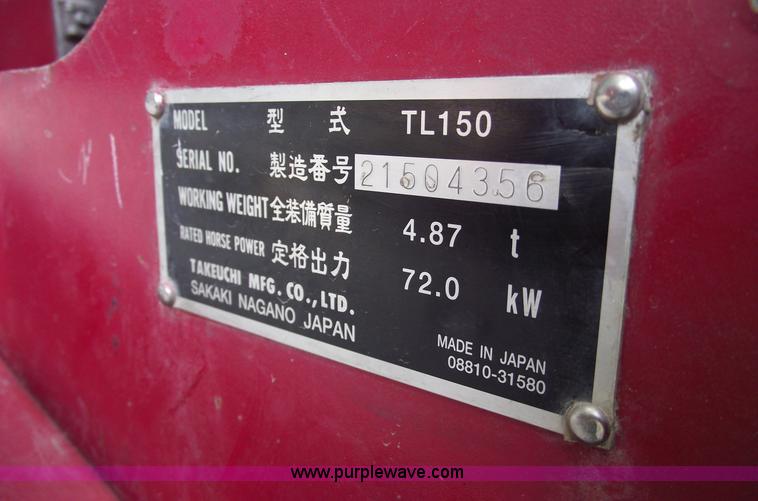 MODEL 型 式 TL150
SERIAL NO. 製造番号 21504356
WORKING WEIGHT 全装備質量 4.87 t
RATED HORSE POWER 定格出力 72.0 kW
TAKEUCHI MFG. CO., LTD.
SAKAKI NAGANO JAPAN
MADE IN JAPAN
08810-31580
www.purplewave.com